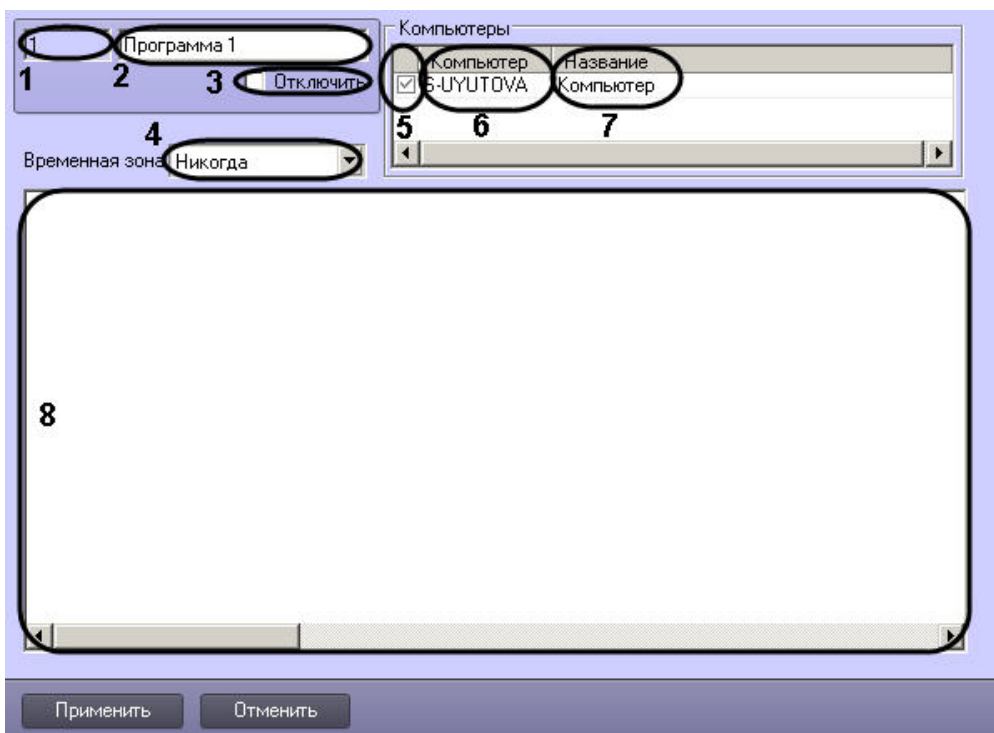 1 Программа 1
1 2 3 Отключить
Компьютеры
Компьютер Название
S-UYUTOVA Компьютер
5 6 7
4
Временная зона Никогда
8
Применить Отменить